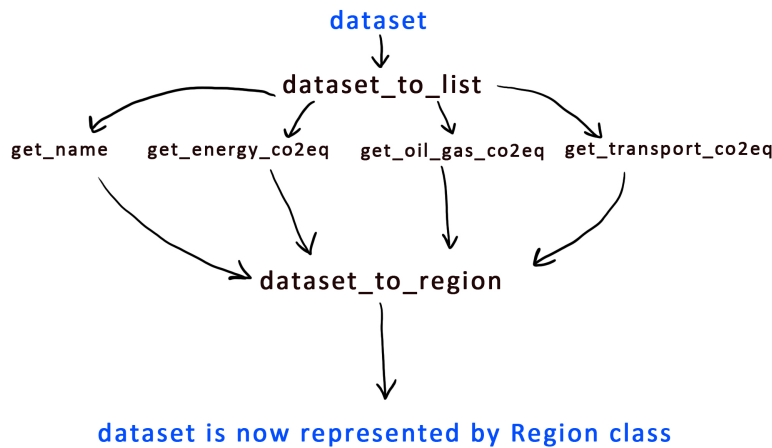 dataset
dataset_to_list
get_name get_energy_co2eq get_oil_gas_co2eq get_transport_co2eq
dataset_to_region
dataset is now represented by Region class